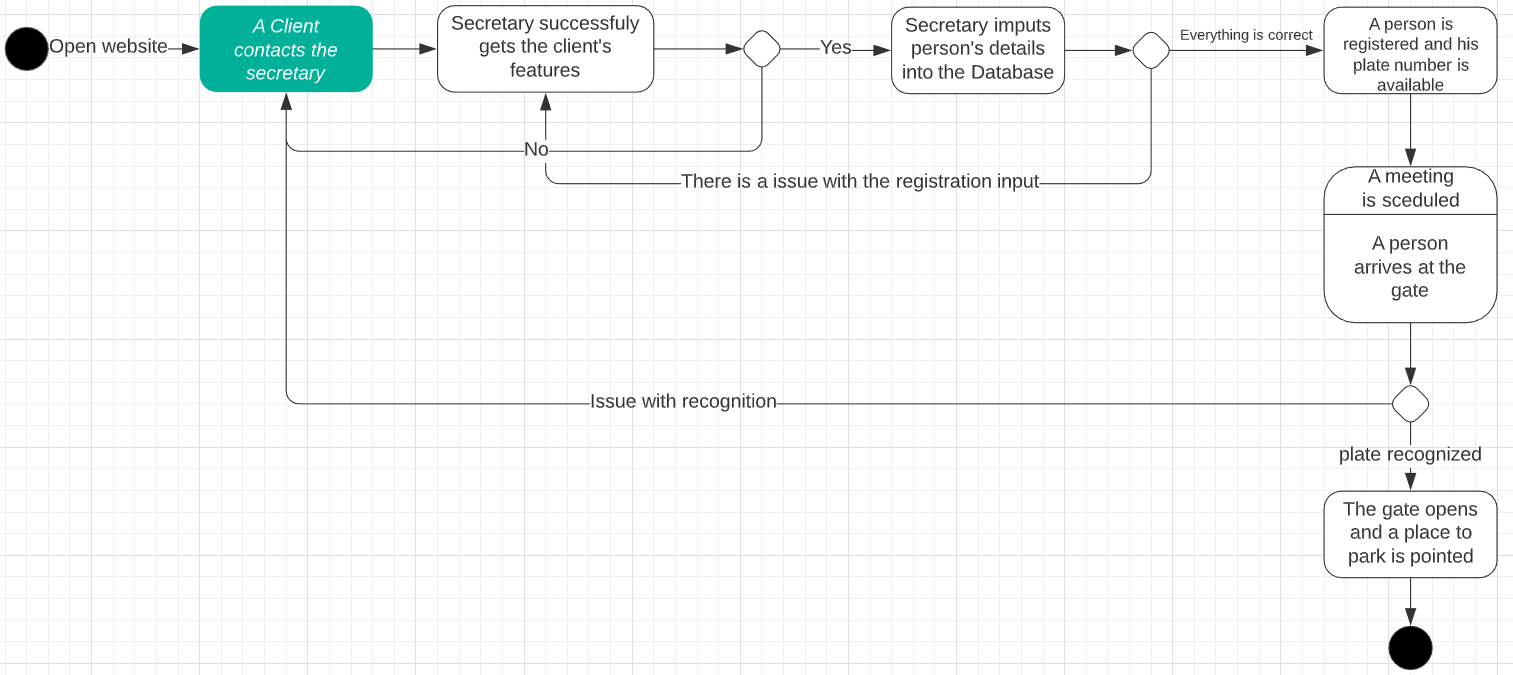 Open website
A Client
contacts the
secretary
Secretary successfuly
gets the client's
features
Yes
Secretary imputs
person's details
into the Database
Everything is correct
A person is
registered and his
plate number is
available
No
There is a issue with the registration input
A meeting
is sceduled
A person
arrives at the
gate
Issue with recognition
plate recognized
The gate opens
and a place to
park is pointed